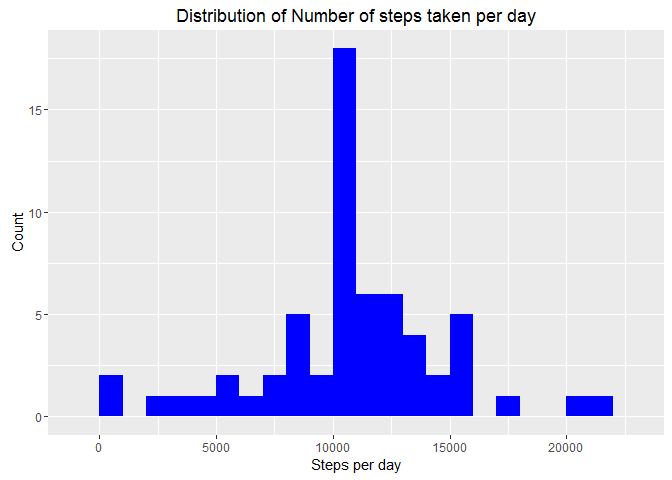 Distribution of Number of steps taken per day
15
10
5
0
Count
0 5000 10000 15000 20000
Steps per day